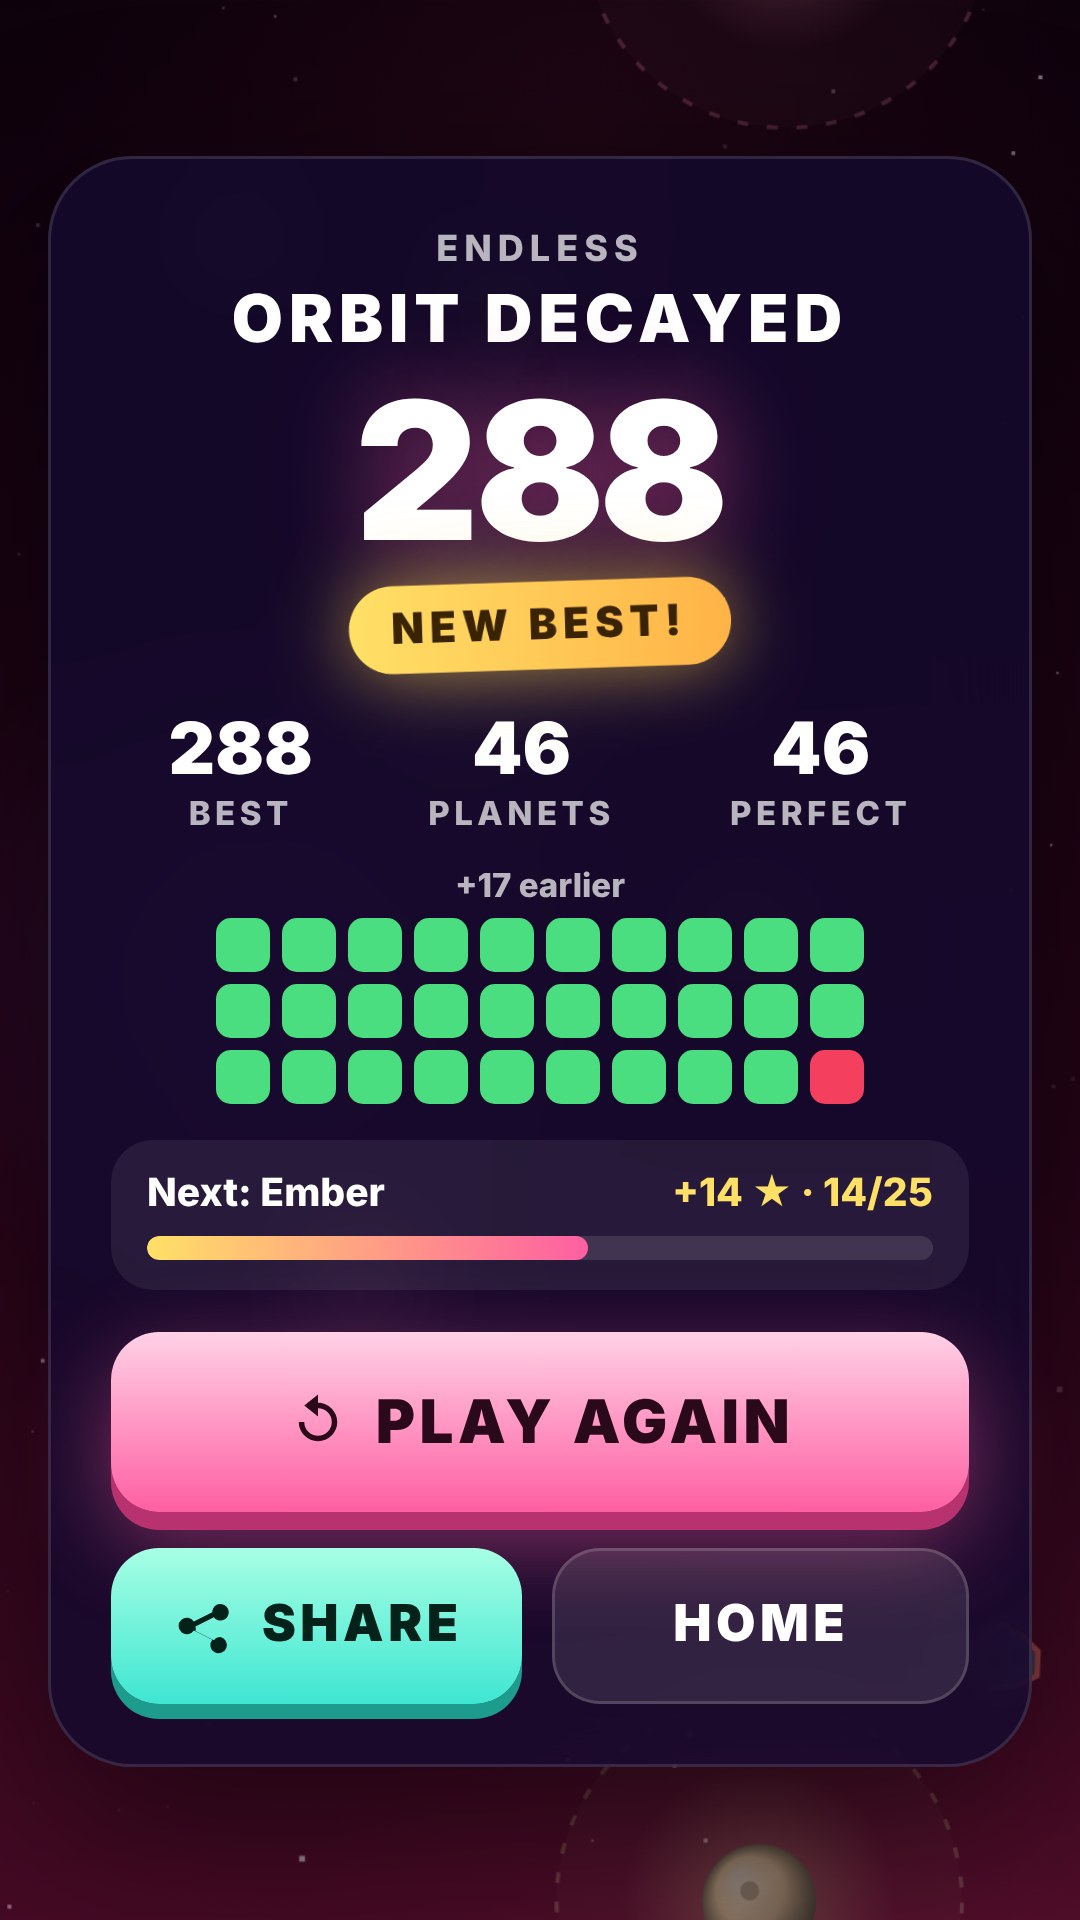 ENDLESS
ORBIT DECAYED
288
NEW BEST!
288 46 46
BEST PLANETS PERFECT
+17 earlier
Next: Ember +14 ★ · 14/25
PLAY AGAIN
SHARE HOME